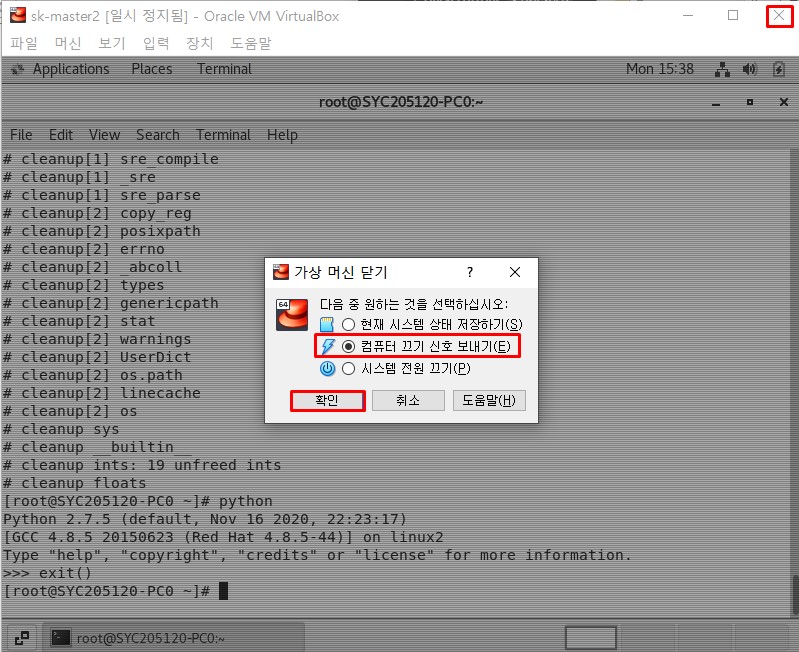 sk-master2 [일시 정지됨] - Oracle VM VirtualBox
파일 머신 보기 입력 장치 도움말
Applications Places Terminal Mon 15:38
root@SYC205120-PC0:~
File Edit View Search Terminal Help
# cleanup[1] sre_compile
# cleanup[1] _sre
# cleanup[1] sre_parse
# cleanup[2] copy_reg
# cleanup[2] posixpath
# cleanup[2] errno
# cleanup[2] _abcoll
# cleanup[2] types
# cleanup[2] genericpath
# cleanup[2] stat
# cleanup[2] warnings
# cleanup[2] UserDict
# cleanup[2] os.path
# cleanup[2] linecache
# cleanup[2] os
# cleanup sys
# cleanup __builtin__
# cleanup ints: 19 unfreed ints
# cleanup floats
[root@SYC205120-PC0 ~]# python
Python 2.7.5 (default, Nov 16 2020, 22:23:17)
[GCC 4.8.5 20150623 (Red Hat 4.8.5-44)] on linux2
Type "help", "copyright", "credits" or "license" for more information.
>>> exit()
[root@SYC205120-PC0 ~]#
가상 머신 닫기 ?
64
다음 중 원하는 것을 선택하십시오:
현재 시스템 상태 저장하기(S)
컴퓨터 끄기 신호 보내기(E)
시스템 전원 끄기(P)
확인 취소 도움말(H)
root@SYC205120-PC0:~